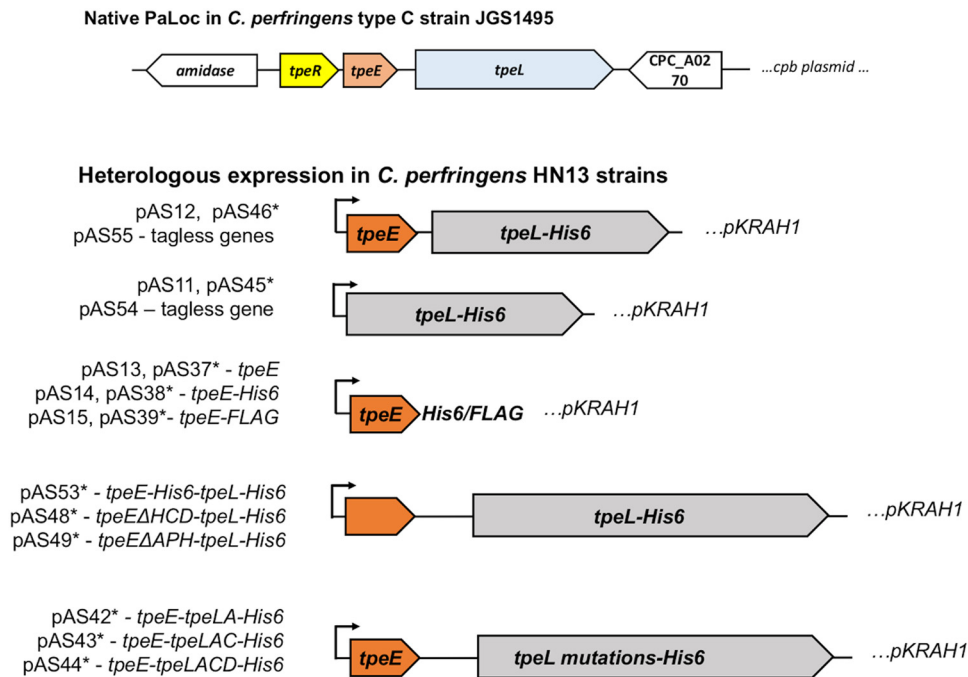 Native PaLoc in C. perfringens type C strain JGS1495
amidase
tpeR
tpeE
tpeL
CPC_A02
70
...cpb plasmid ...
Heterologous expression in C. perfringens HN13 strains
pAS12, pAS46*
pAS55 - tagless genes
tpeE
tpeL-His6
...pKRAH1
pAS11, pAS45*
pAS54 – tagless gene
tpeL-His6
...pKRAH1
pAS13, pAS37* - tpeE
pAS14, pAS38* - tpeE-His6
pAS15, pAS39*- tpeE-FLAG
tpeE
His6/FLAG
...pKRAH1
pAS53* - tpeE-His6-tpeL-His6
pAS48* - tpeEΔHCD-tpeL-His6
pAS49* - tpeEΔAPH-tpeL-His6
tpeL-His6
...pKRAH1
pAS42* - tpeE-tpeLA-His6
pAS43* - tpeE-tpeLAC-His6
pAS44* - tpeE-tpeLACD-His6
tpeE
tpeL mutations-His6
...pKRAH1